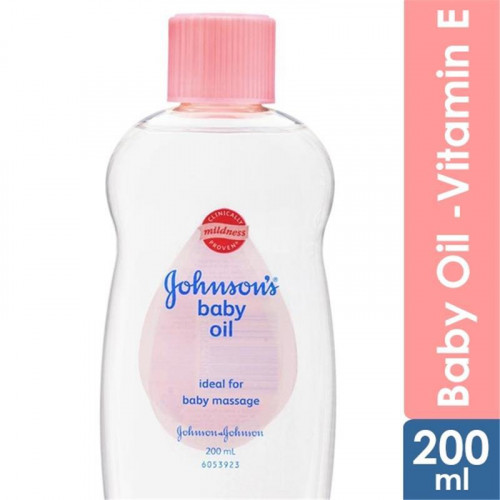 CLINICALLY
mildness
PROVEN
Johnson's
baby
oil
ideal for
baby massage
Johnson & Johnson
200 mL
6053923
Baby Oil - Vitamin E
200
ml